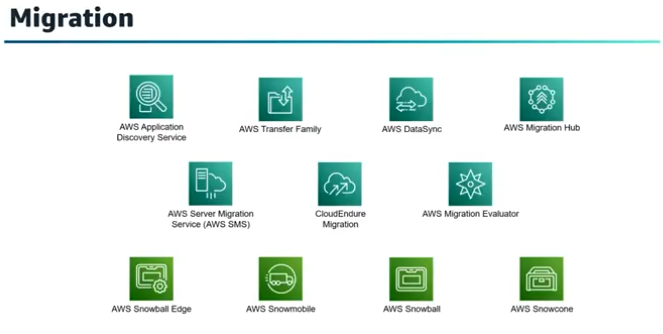 Migration
AWS Application
Discovery Service
AWS Transfer Family
AWS DataSync
AWS Migration Hub
AWS Server Migration
Service (AWS SMS)
CloudEndure
Migration
AWS Migration Evaluator
AWS Snowball Edge
AWS Snowmobile
AWS Snowball
AWS Snowcone